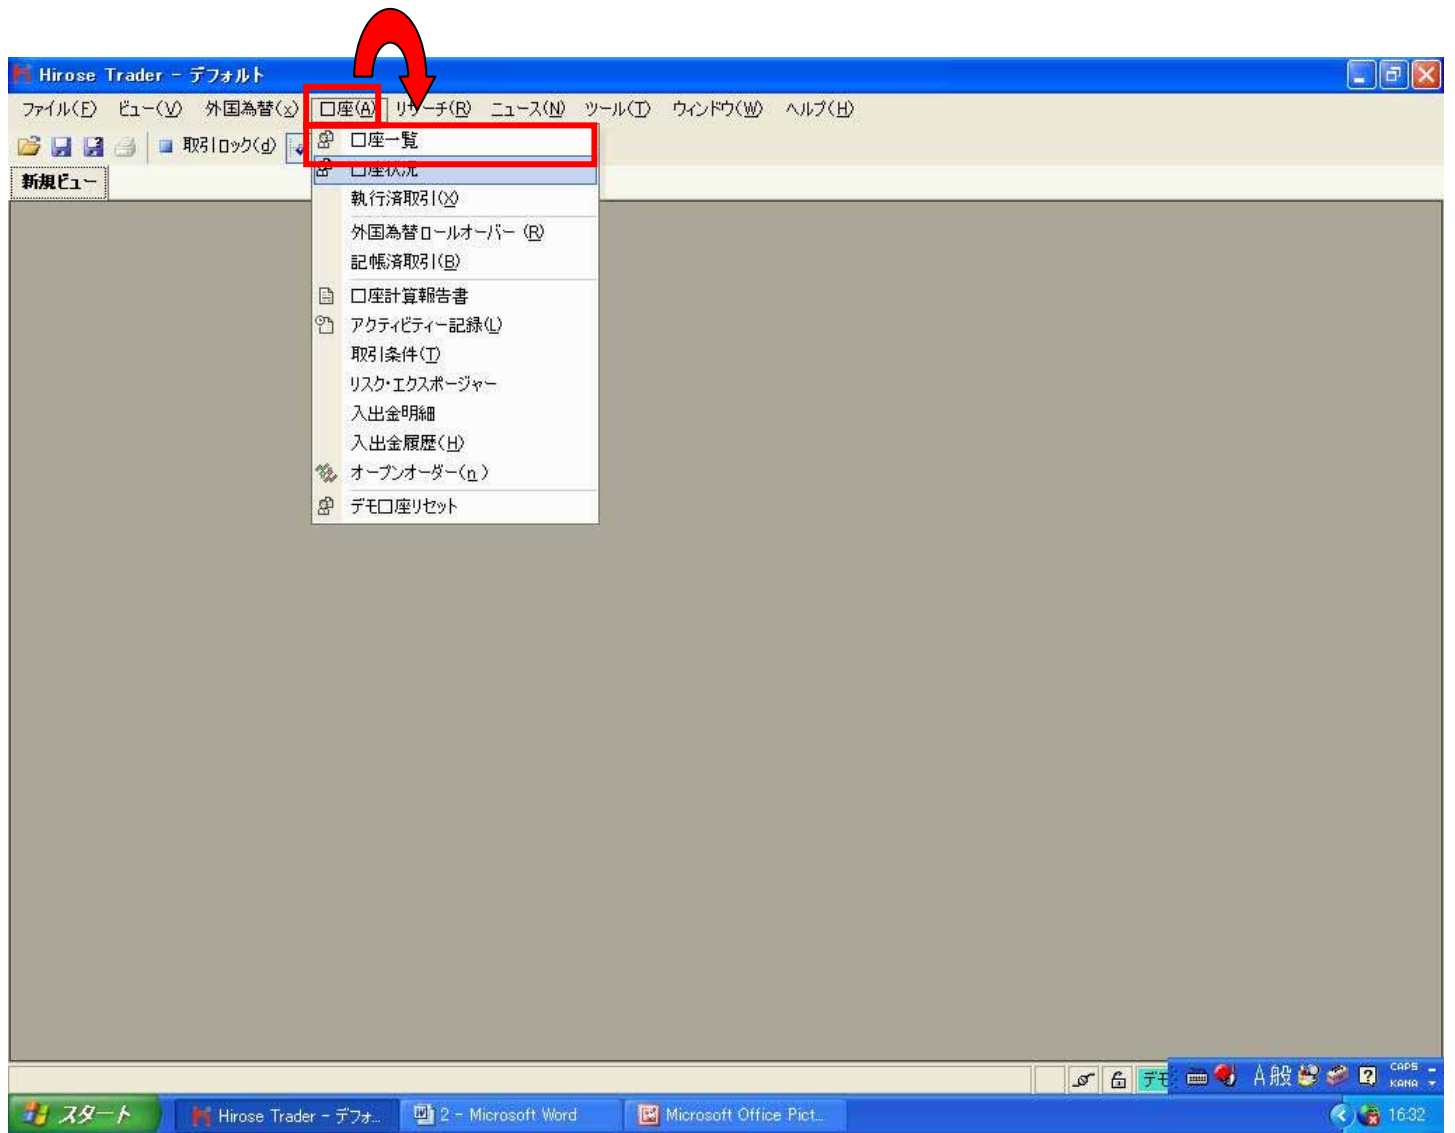 Hirose Trader - デフォルト
ファイル(F) ビュー(V) 外国為替(x) 口座(A) リサーチ(R) ニュース(N) ツール(T) ウィンドウ(W) ヘルプ(H)
取引ロック(d)
新規ビュー
口座一覧
口座状況
執行済取引(X)
外国為替ロールオーバー (R)
記帳済取引(B)
口座計算報告書
アクティビティー記録(L)
取引条件(T)
リスク・エクスポージャー
入出金明細
入出金履歴(H)
オープンオーダー(n)
デモ口座リセット
デモ
A般 CAPS
KANA
スタート Hirose Trader - デフォ... 2 - Microsoft Word Microsoft Office Pict... 16:32